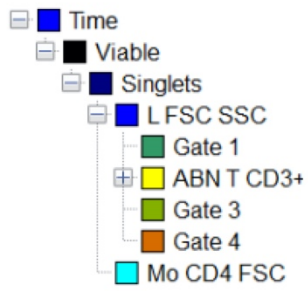 Time
Viable
Singlets
L FSC SSC
Gate 1
ABN T CD3+
Gate 3
Gate 4
Mo CD4 FSC